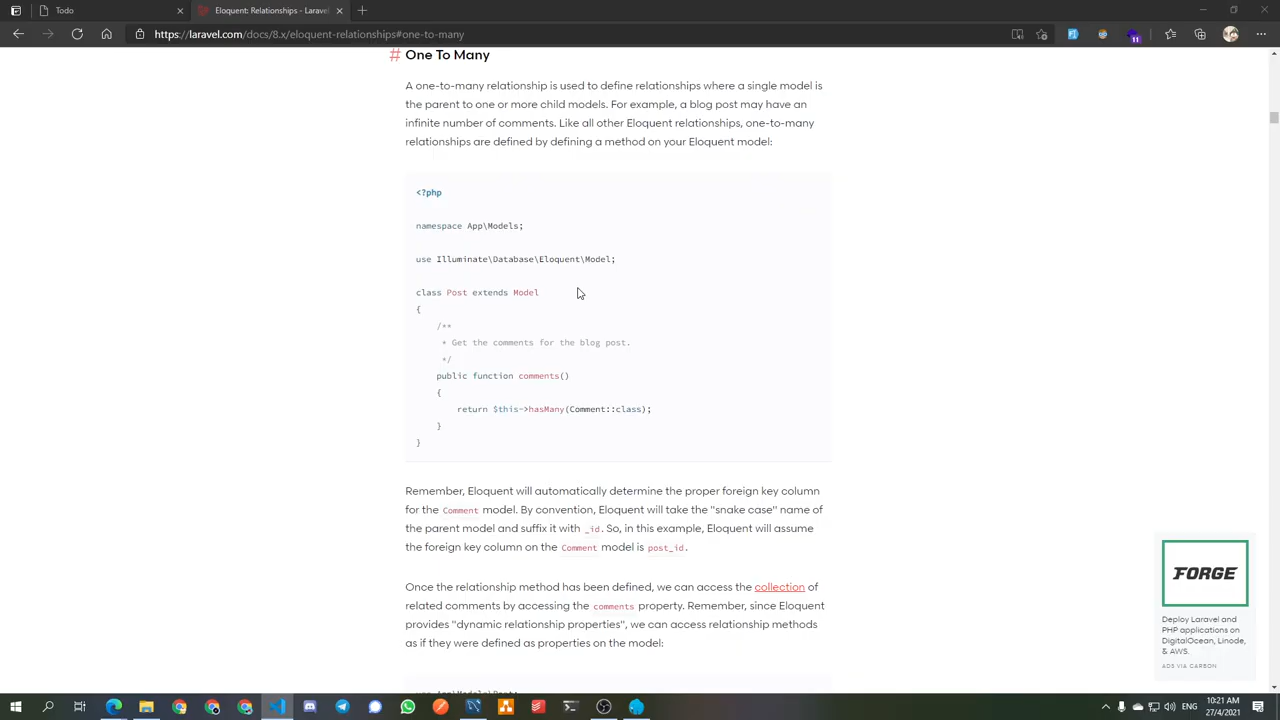 Todo
Eloquent: Relationships - Laravel
https://laravel.com/docs/8.x/eloquent-relationships#one-to-many
# One To Many
A one-to-many relationship is used to define relationships where a single model is
the parent to one or more child models. For example, a blog post may have an
infinite number of comments. Like all other Eloquent relationships, one-to-many
relationships are defined by defining a method on your Eloquent model:
<?php
namespace App\Models;
use Illuminate\Database\Eloquent\Model;
class Post extends Model
{
/**
* Get the comments for the blog post.
*/
public function comments()
{
return $this->hasMany(Comment::class);
}
}
Remember, Eloquent will automatically determine the proper foreign key column
for the Comment model. By convention, Eloquent will take the "snake case" name of
the parent model and suffix it with _id. So, in this example, Eloquent will assume
the foreign key column on the Comment model is post_id.
Once the relationship method has been defined, we can access the collection of
related comments by accessing the comments property. Remember, since Eloquent
provides "dynamic relationship properties", we can access relationship methods
as if they were defined as properties on the model:
use App\Models\Post;
FORGE
Deploy Laravel and
PHP applications on
DigitalOcean, Linode,
& AWS.
ADS VIA CARBON
11
ENG
10:21 AM
27/4/2021